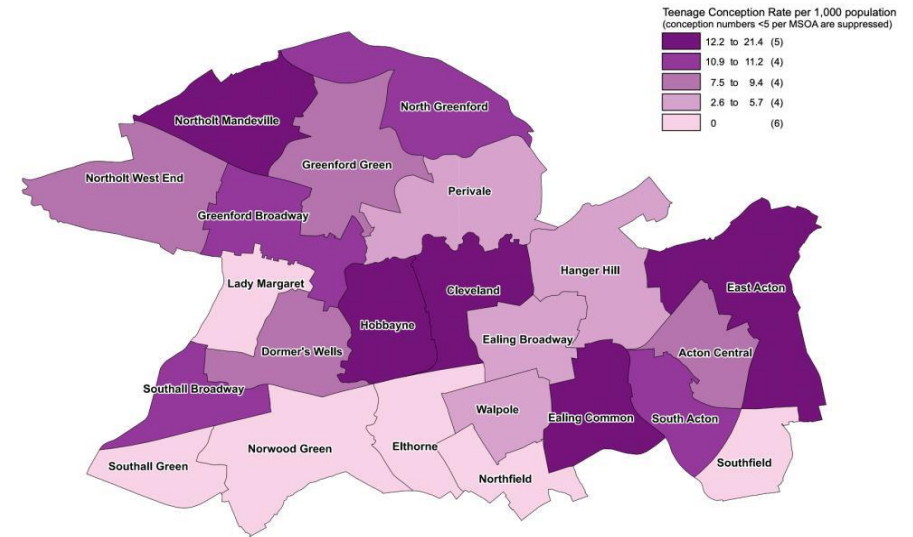 Teenage Conception Rate per 1,000 population
(conception numbers <5 per MSOA are suppressed)
12.2 to 21.4 (5)
10.9 to 11.2 (4)
7.5 to 9.4 (4)
2.6 to 5.7 (4)
0 (6)
North Greenford
Northolt Mandeville
Greenford Green
Northolt West End
Perivale
Greenford Broadway
Hanger Hill
Lady Margaret
East Acton
Cleveland
Hobbayne
Ealing Broadway
Dormer's Wells
Acton Central
Southall Broadway
Walpole
Ealing Common
South Acton
Norwood Green
Elthorne
Southall Green
Southfield
Northfield